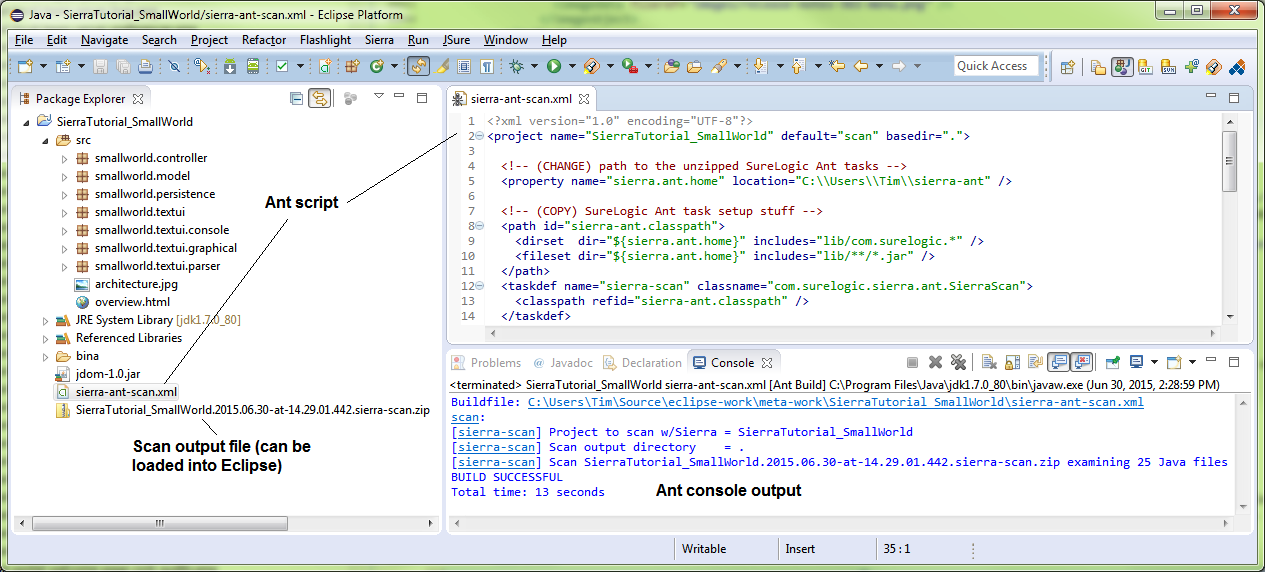 Java - SierraTutorial_SmallWorld/sierra-ant-scan.xml - Eclipse Platform
File Edit Navigate Search Project Refactor Flashlight Sierra Run JSure Window Help
Quick Access
Package Explorer
SierraTutorial_SmallWorld
src
smallworld.controller
smallworld.model
smallworld.persistence
smallworld.textui
smallworld.textui.console
smallworld.textui.graphical
smallworld.textui.parser
architecture.jpg
overview.html
JRE System Library [jdk1.7.0_80]
Referenced Libraries
bina
jdom-1.0.jar
sierra-ant-scan.xml
SierraTutorial_SmallWorld.2015.06.30-at-14.29.01.442.sierra-scan.zip
Ant script
Scan output file (can be
loaded into Eclipse)
sierra-ant-scan.xml
1 <?xml version="1.0" encoding="UTF-8"?>
2 <project name="SierraTutorial_SmallWorld" default="scan" basedir=".">
3
4 <!-- (CHANGE) path to the unzipped SureLogic Ant tasks -->
5 <property name="sierra.ant.home" location="C:\\Users\\Tim\\sierra-ant" />
6
7 <!-- (COPY) SureLogic Ant task setup stuff -->
8 <path id="sierra-ant.classpath">
9 <dirset  dir="${sierra.ant.home}" includes="lib/com.surelogic.*" />
10 <fileset dir="${sierra.ant.home}" includes="lib/**/*.jar" />
11 </path>
12 <taskdef name="sierra-scan" classname="com.surelogic.sierra.ant.SierraScan">
13 <classpath refid="sierra-ant.classpath" />
14 </taskdef>
Problems @ Javadoc Declaration Console
<terminated> SierraTutorial_SmallWorld sierra-ant-scan.xml [Ant Build] C:\Program Files\Java\jdk1.7.0_80\bin\javaw.exe (Jun 30, 2015, 2:28:59 PM)
Buildfile: C:\Users\Tim\Source\eclipse-work\meta-work\SierraTutorial_SmallWorld\sierra-ant-scan.xml
scan:
[sierra-scan] Project to scan w/Sierra = SierraTutorial_SmallWorld
[sierra-scan] Scan output directory    = .
[sierra-scan] Scan SierraTutorial_SmallWorld.2015.06.30-at-14.29.01.442.sierra-scan.zip examining 25 Java files
BUILD SUCCESSFUL
Total time: 13 seconds
Ant console output
Writable Insert 35 : 1